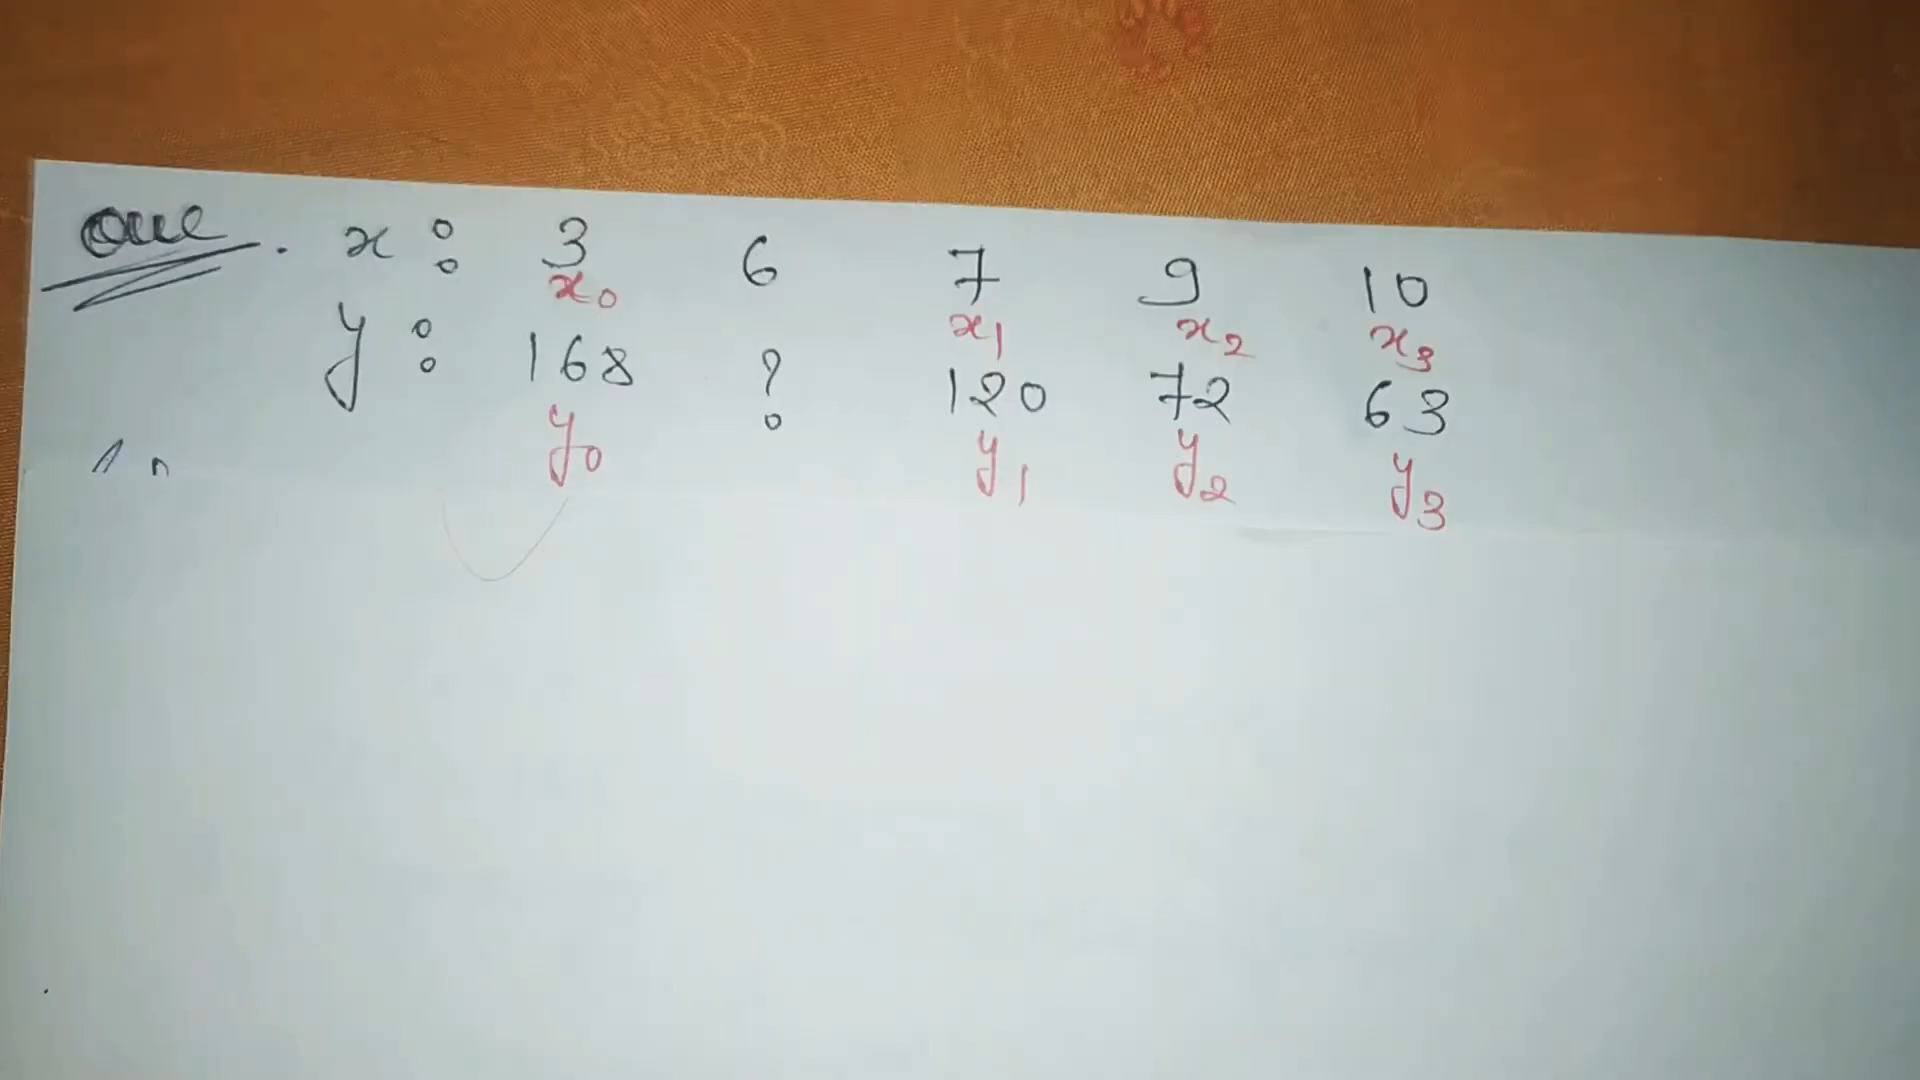 Que. x : 3 6 7 9 10
x0 x1 x2 x3
y : 168 ? 120 72 63
y0 y1 y2 y3